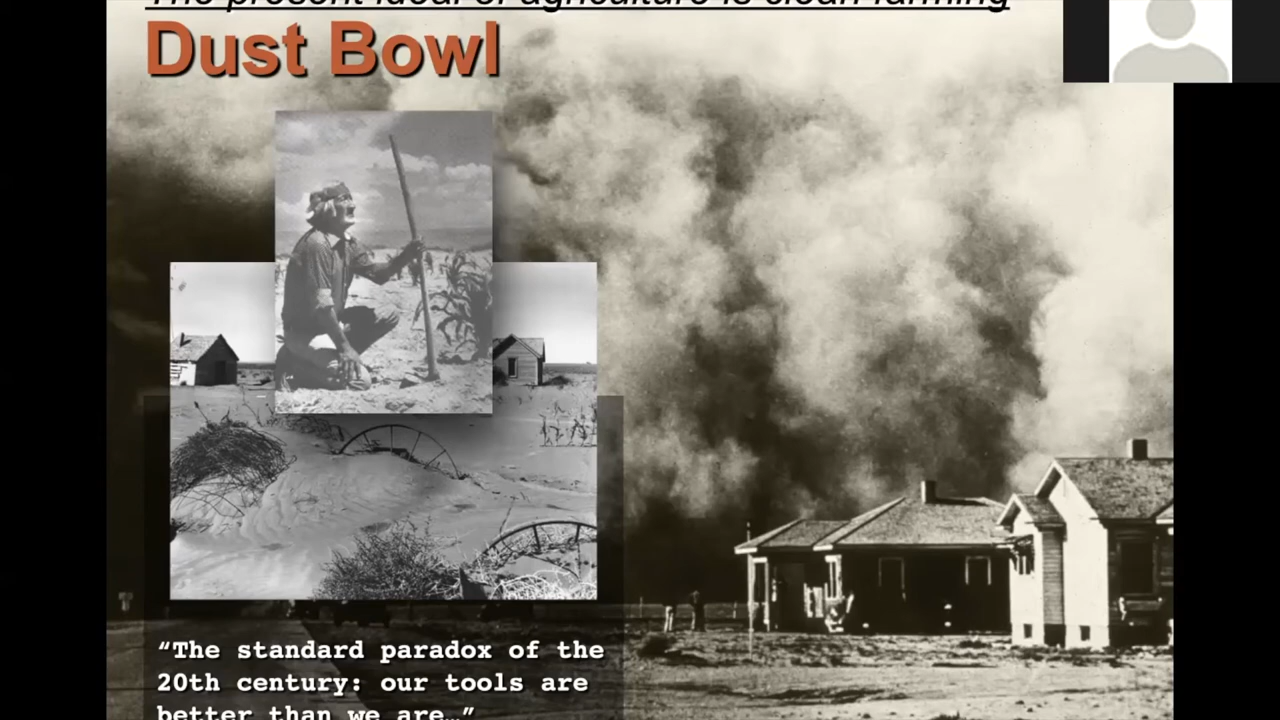 The present ideal of agriculture is clean farming
Dust Bowl
“The standard paradox of the
20th century: our tools are
better than we are…”